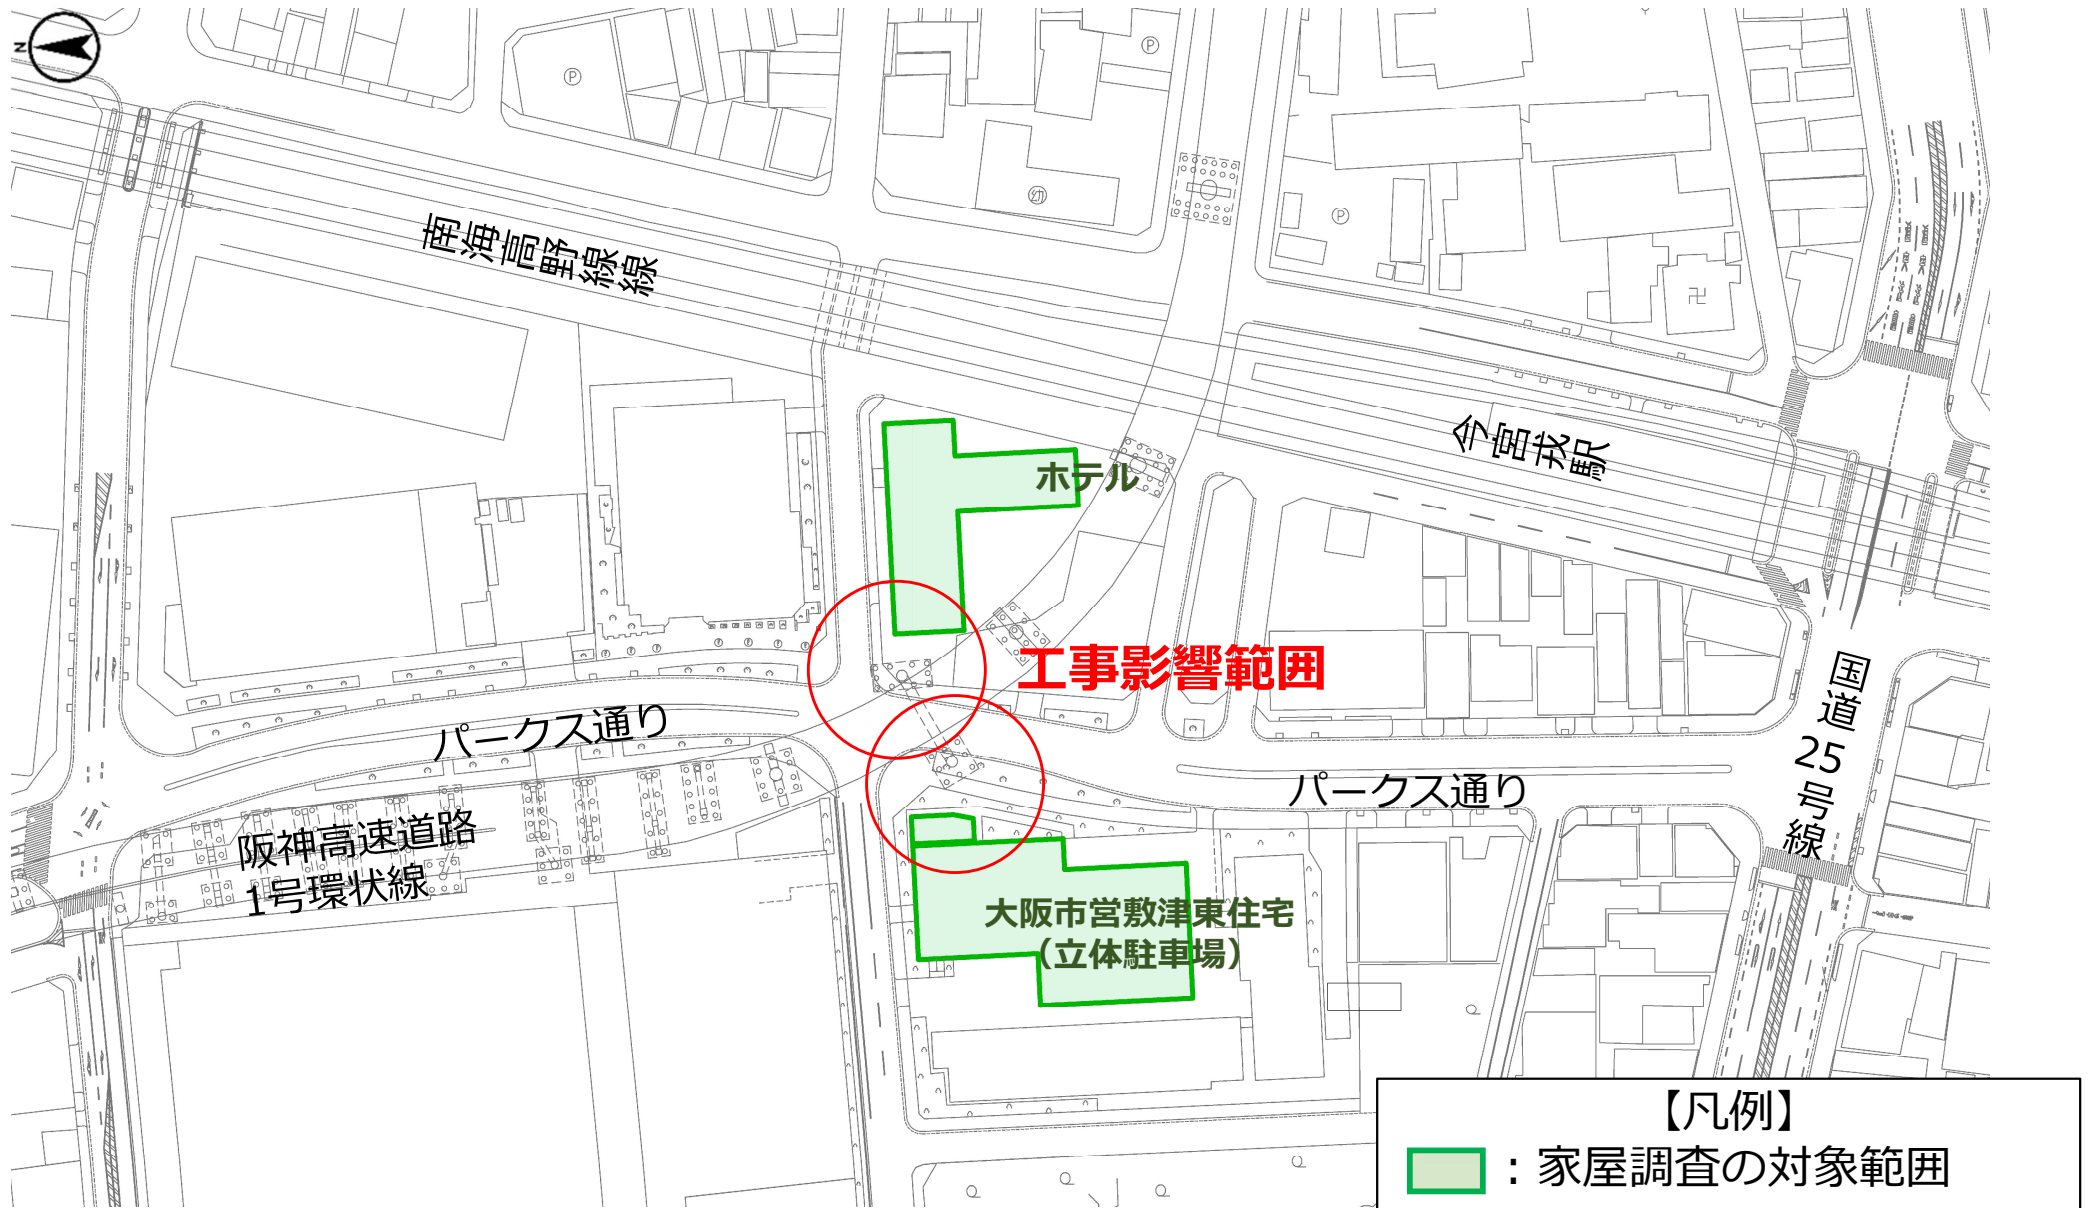 N
P
P
幼
P
卍
南海高野線線
今宮戎駅
ホテル
工事影響範囲
パークス通り
パークス通り
国道25号線
阪神高速道路
1号環状線
大阪市営敷津東住宅
（立体駐車場）
【凡例】
：家屋調査の対象範囲